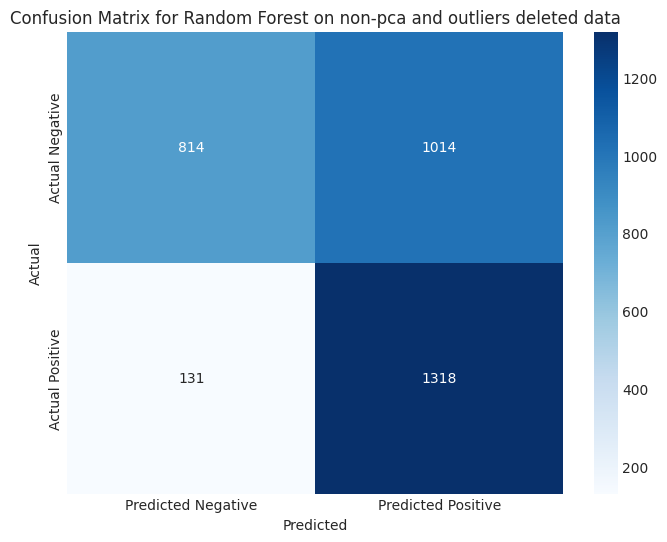 Confusion Matrix for Random Forest on non-pca and outliers deleted data
Actual Negative
814
1014
Actual
Actual Positive
131
1318
Predicted Negative
Predicted Positive
Predicted
1200
1000
800
600
400
200